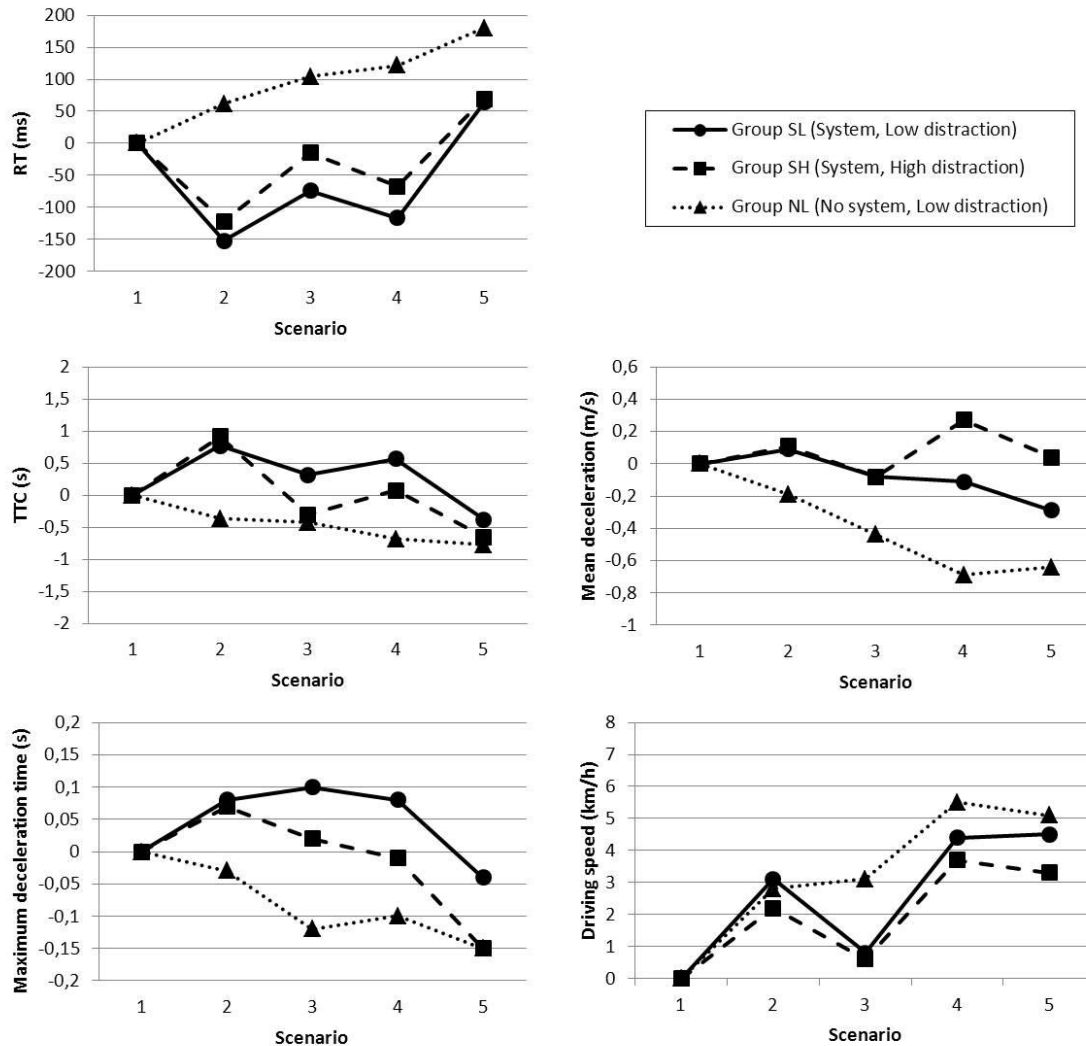 200
150
100
50
0
-50
-100
-150
-200
RT (ms)
1 2 3 4 5
Scenario
Group SL (System, Low distraction)
Group SH (System, High distraction)
Group NL (No system, Low distraction)
2
1,5
1
0,5
0
-0,5
-1
-1,5
-2
TTC (s)
1 2 3 4 5
Scenario
0,6
0,4
0,2
0
-0,2
-0,4
-0,6
-0,8
-1
Mean deceleration (m/s)
1 2 3 4 5
Scenario
0,2
0,15
0,1
0,05
0
-0,05
-0,1
-0,15
-0,2
Maximum deceleration time (s)
1 2 3 4 5
Scenario
8
7
6
5
4
3
2
1
0
Driving speed (km/h)
1 2 3 4 5
Scenario